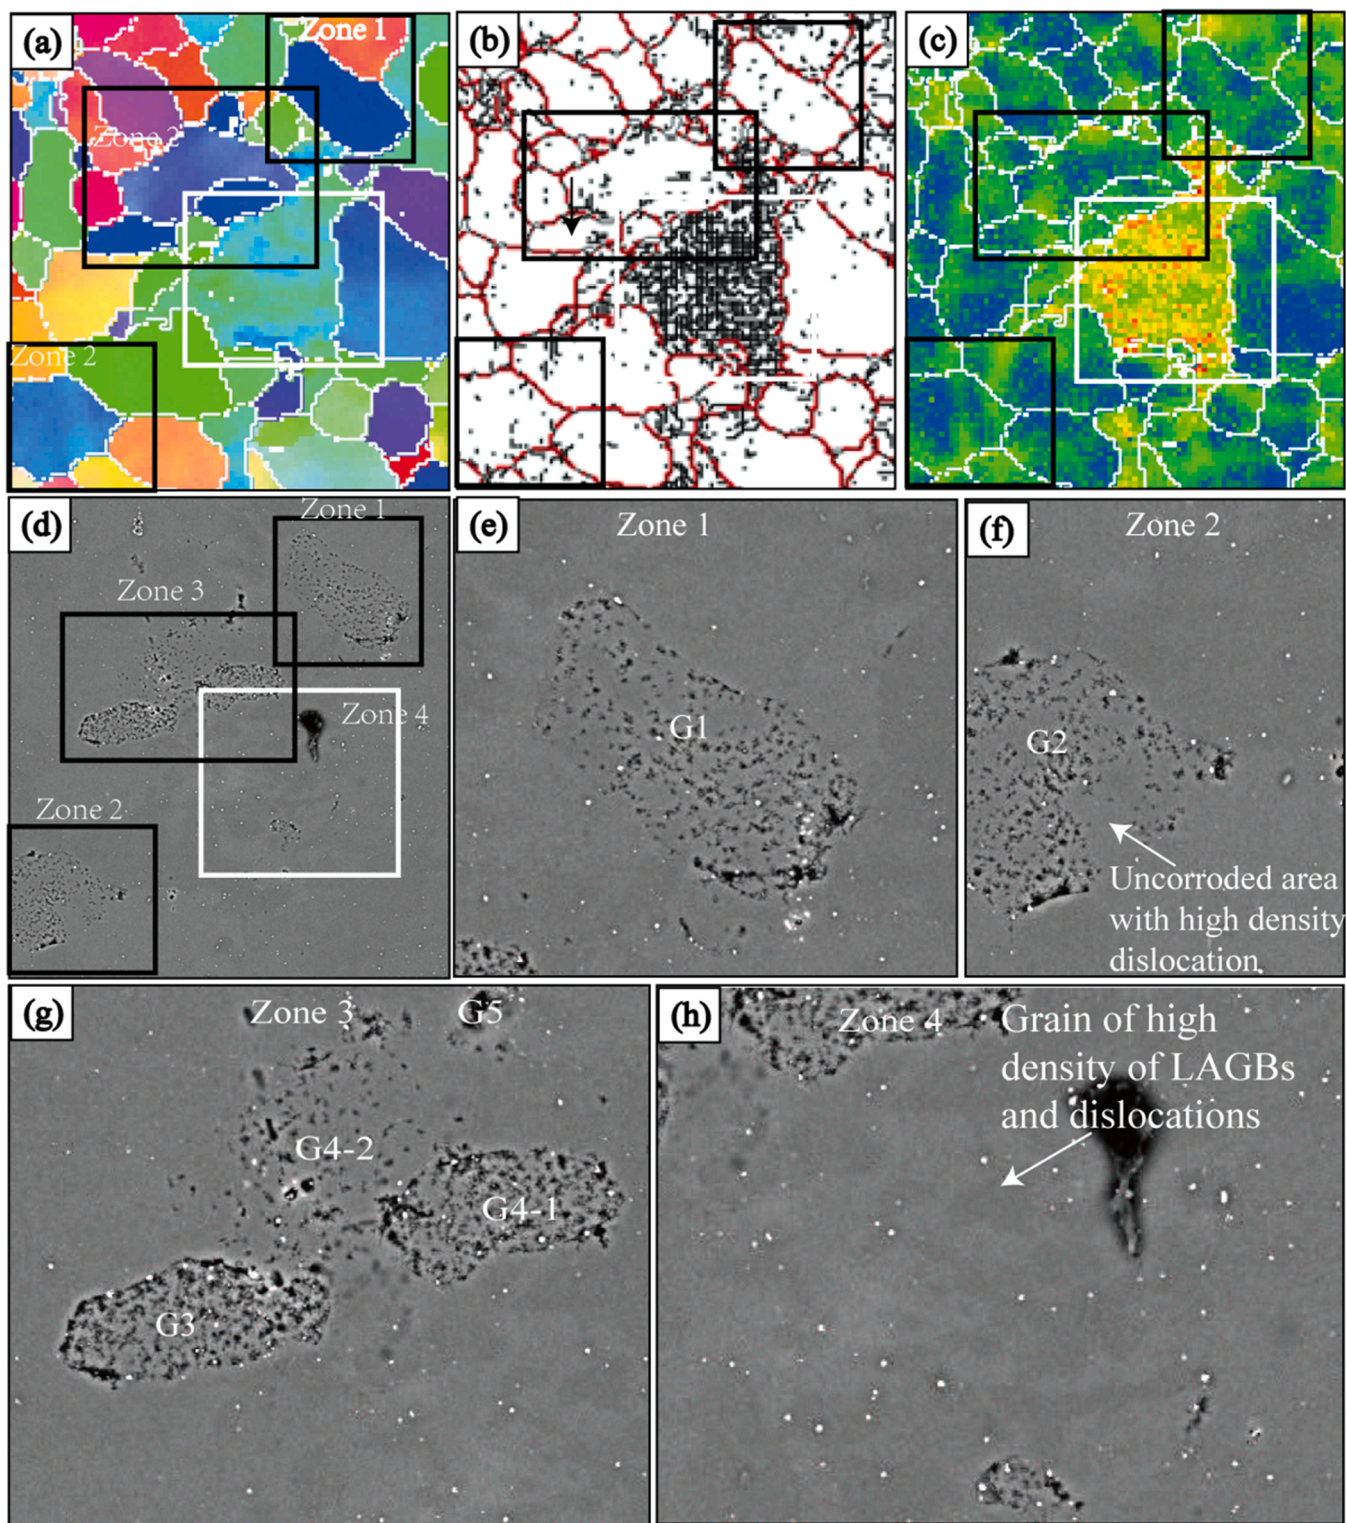 (a)
Zone 1
Zone 2
Zone 2
(b)
(c)
(d)
Zone 1
Zone 3
Zone 4
Zone 2
(e)
Zone 1
G1
(f)
Zone 2
G2
Uncorroded area
with high density
dislocation
(g)
Zone 3
G5
G4-2
G4-1
G3
(h)
Zone 4
Grain of high
density of LAGBs
and dislocations